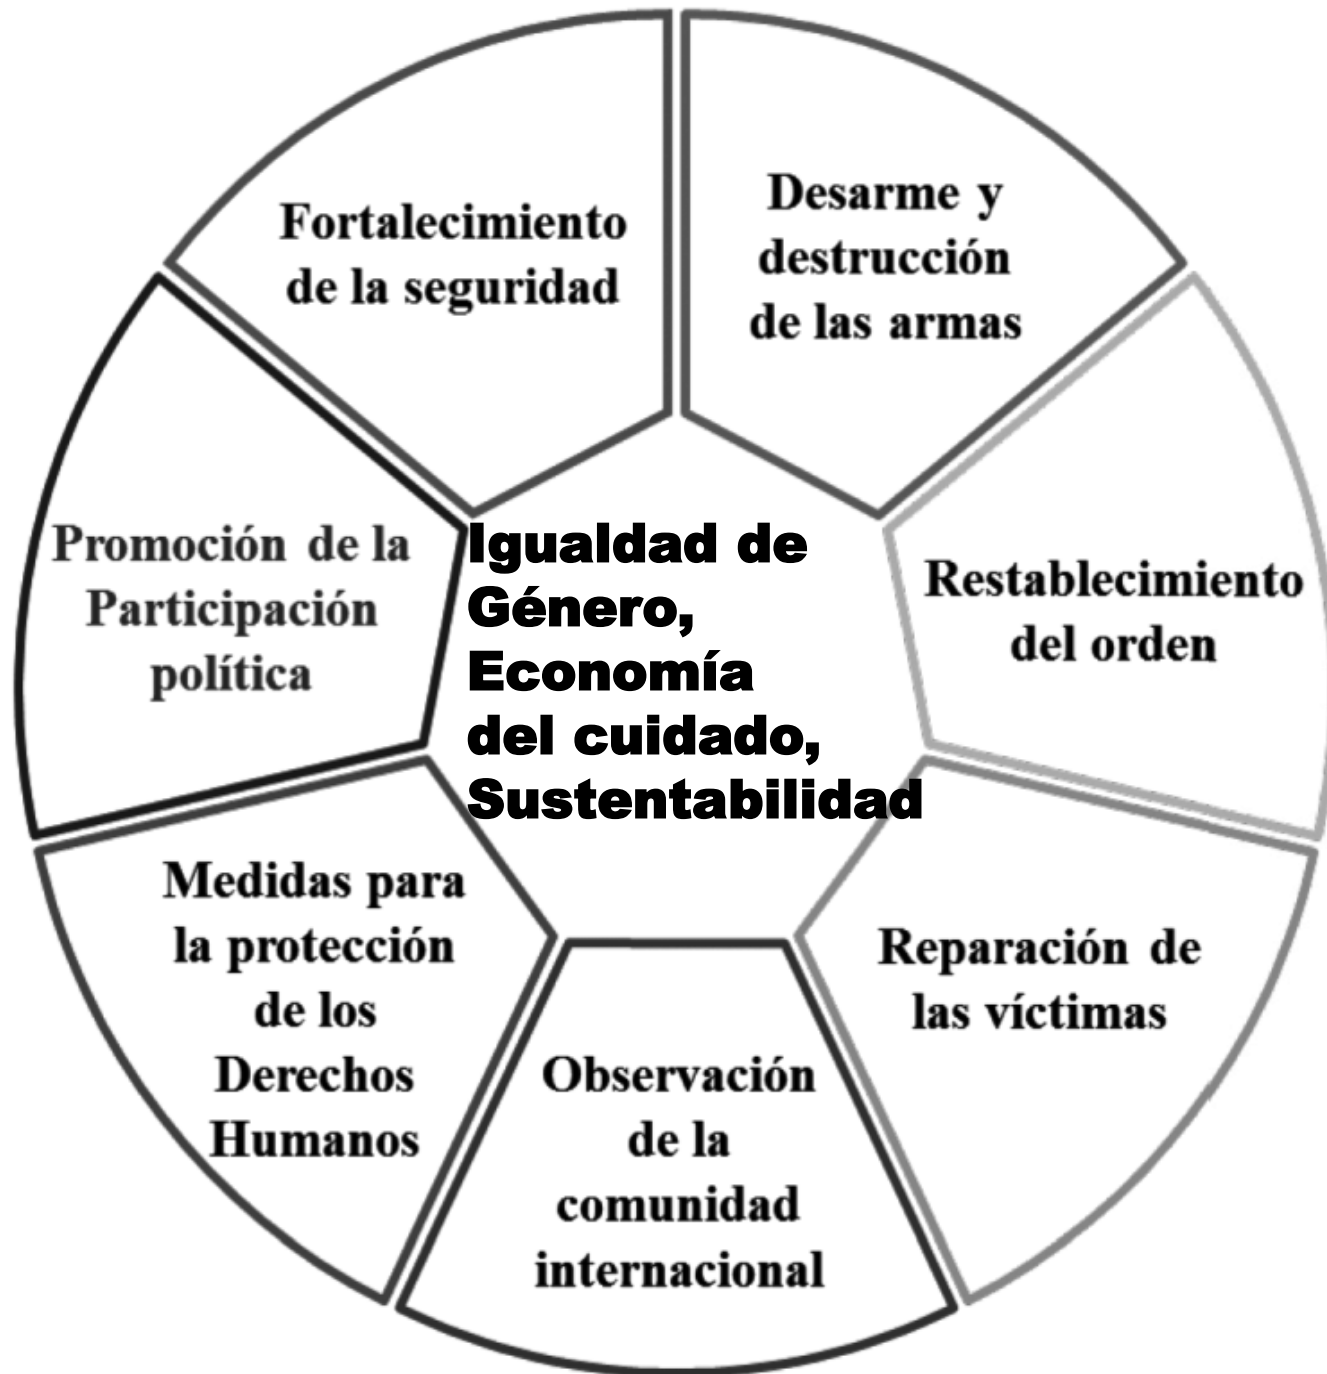 Fortalecimiento
de la seguridad
Desarme y
destrucción
de las armas
Restablecimiento
del orden
Reparación de
las víctimas
Observación
de la
comunidad
internacional
Medidas para
la protección
de los
Derechos
Humanos
Promoción de la
Participación
política
Igualdad de
Género,
Economía
del cuidado,
Sustentabilidad